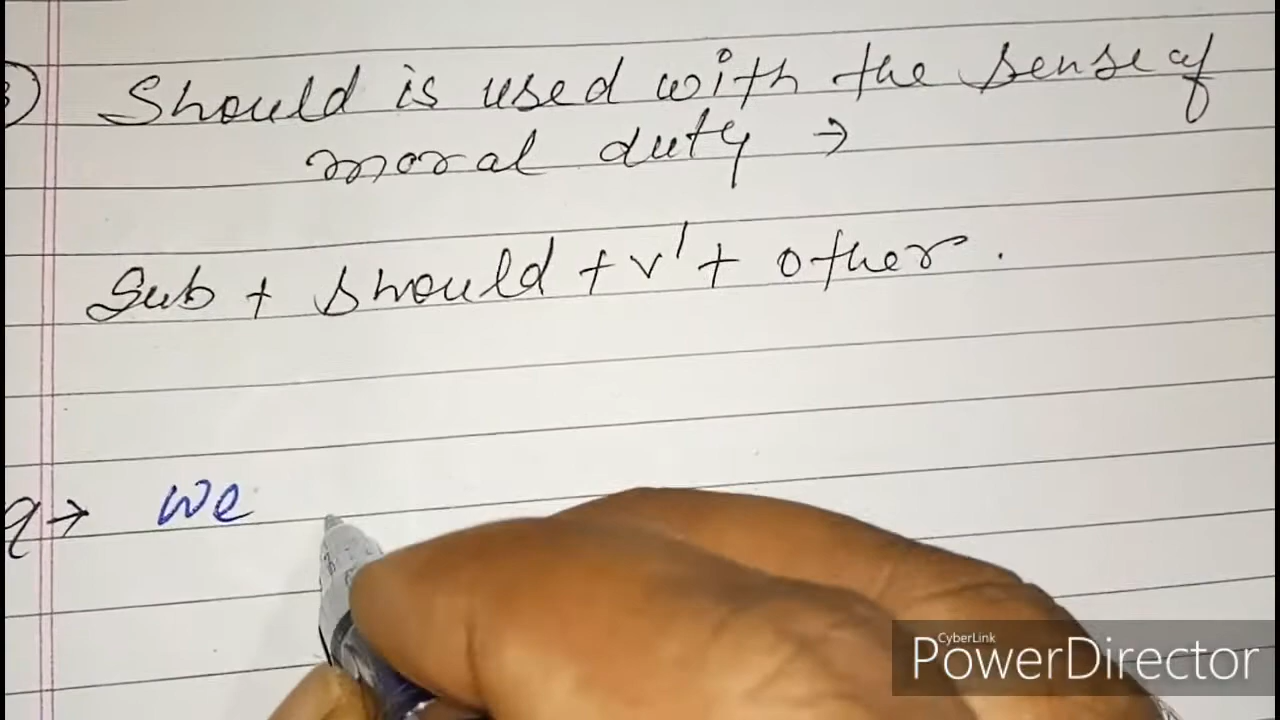 Should is used with the sense of
moral duty →
Sub + should + v¹ + other.
→ we
CyberLink
PowerDirector